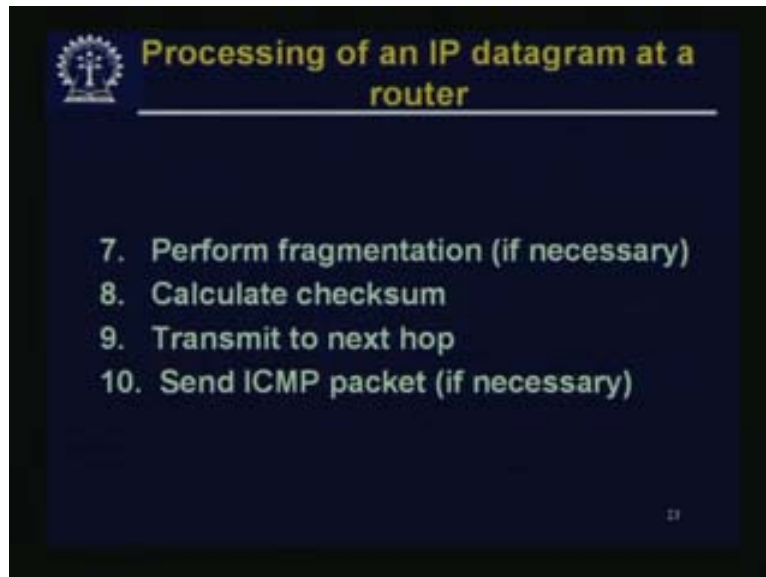 Processing of an IP datagram at a
router
7. Perform fragmentation (if necessary)
8. Calculate checksum
9. Transmit to next hop
10. Send ICMP packet (if necessary)